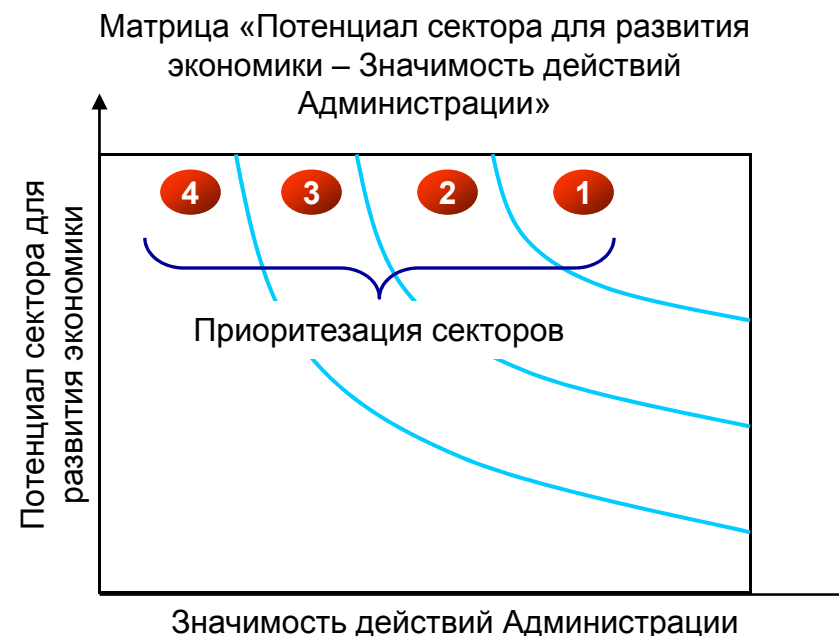 Матрица «Потенциал сектора для развития
экономики – Значимость действий
Администрации»
Потенциал сектора для
развития экономики
4
3
2
1
Приоритезация секторов
Значимость действий Администрации